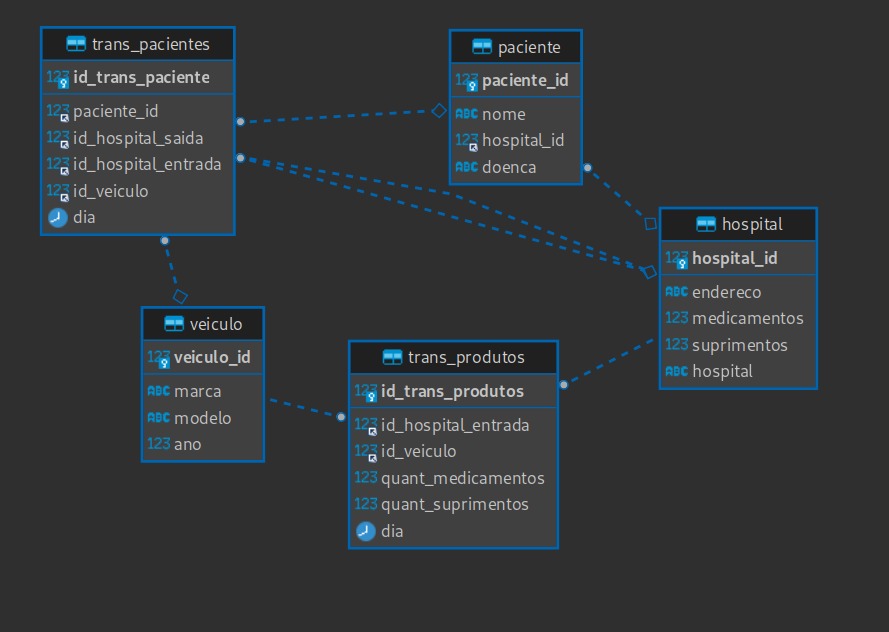 trans_pacientes
123 id_trans_paciente
123 paciente_id
123 id_hospital_saida
123 id_hospital_entrada
123 id_veiculo
dia
paciente
123 paciente_id
ABC nome
123 hospital_id
ABC doenca
hospital
123 hospital_id
ABC endereco
123 medicamentos
123 suprimentos
ABC hospital
veiculo
123 veiculo_id
ABC marca
ABC modelo
123 ano
trans_produtos
123 id_trans_produtos
123 id_hospital_entrada
123 id_veiculo
123 quant_medicamentos
123 quant_suprimentos
dia